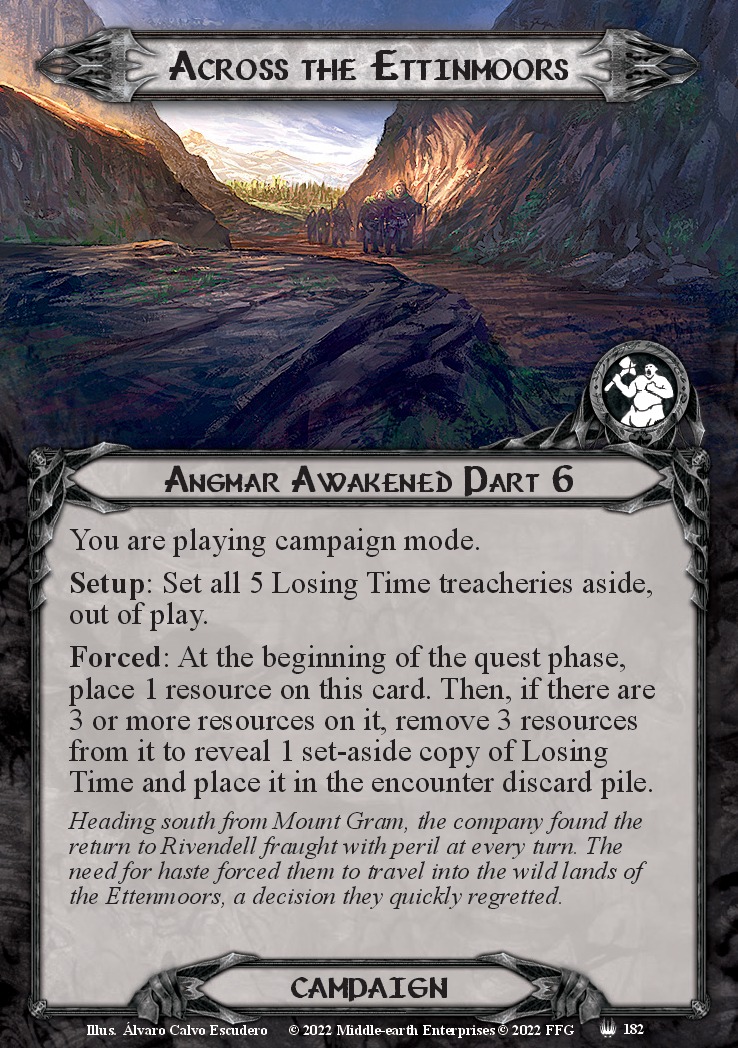 Across the Ettinmoors
Angmar Awakened Part 6
You are playing campaign mode.
Setup: Set all 5 Losing Time treacheries aside,
out of play.
Forced: At the beginning of the quest phase,
place 1 resource on this card. Then, if there are
3 or more resources on it, remove 3 resources
from it to reveal 1 set-aside copy of Losing
Time and place it in the encounter discard pile.
Heading south from Mount Gram, the company found the
return to Rivendell fraught with peril at every turn. The
need for haste forced them to travel into the wild lands of
the Ettenmoors, a decision they quickly regretted.
CAMPAIGN
Illus. Álvaro Calvo Escudero © 2022 Middle-earth Enterprises © 2022 FFG 182